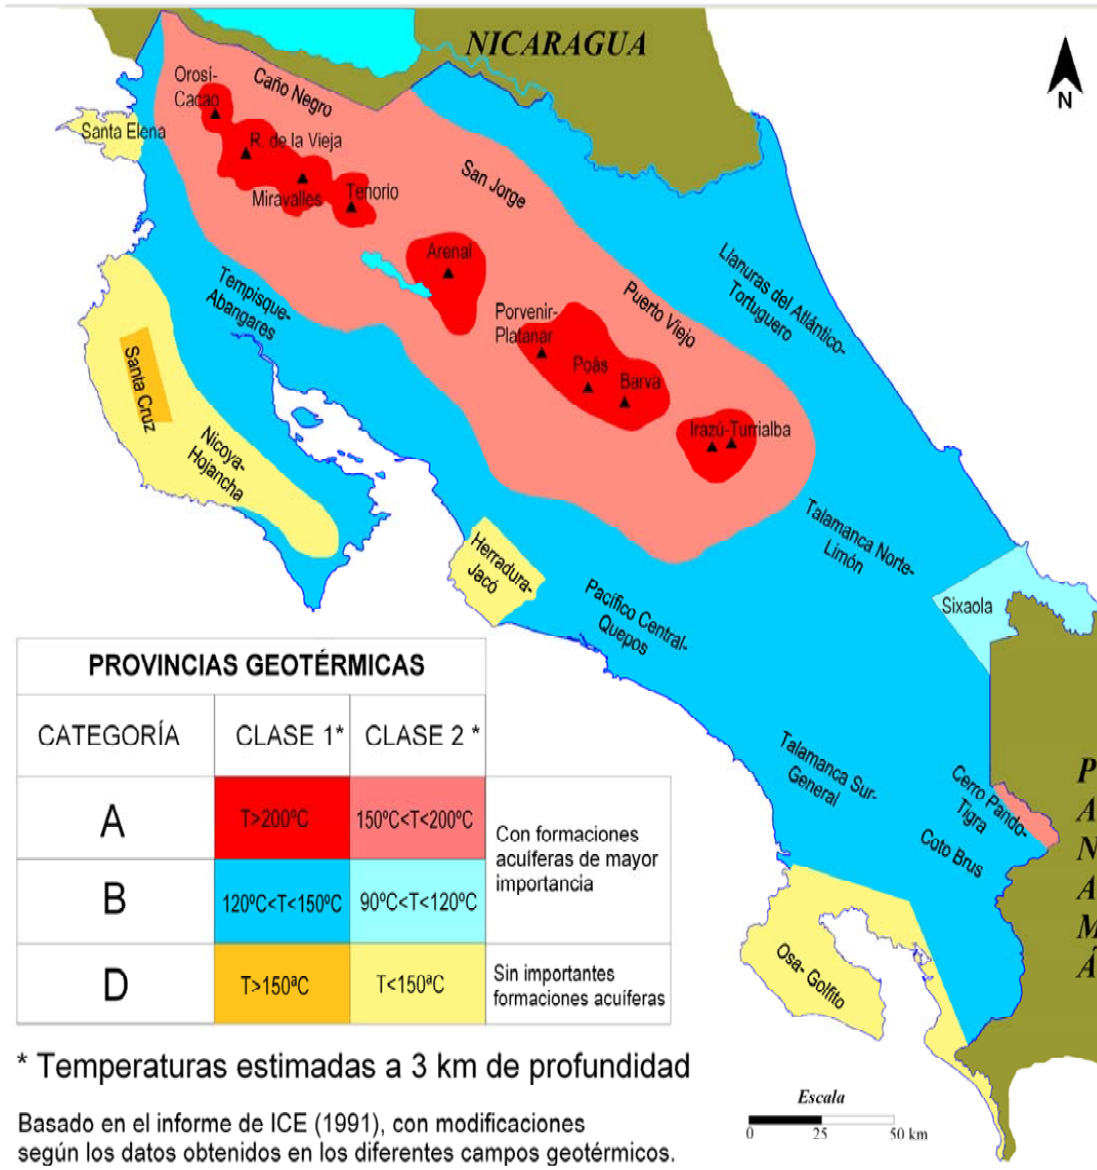 NICARAGUA
N
Orosí-
Cacao
Caño Negro
Santa Elena
R. de la Vieja
Miravalles
Tenorio
San Jorge
Arenal
Llanuras del Atlántico-
Tortuguero
Tempisque-
Abangares
Puerto Viejo
Porvenir-
Platanar
Poás
Barva
Irazú-Turrialba
Santa Cruz
Nicoya-
Hojancha
Herradura-
Jacó
Talamanca Norte-
Limón
Sixaola
Pacífico Central-
Quepos
Talamanca Sur-
General
Cerro Pando-
Tigra
Coto Brus
PANAMÁ
Osa- Golfito
PROVINCIAS GEOTÉRMICAS
CATEGORÍA CLASE 1* CLASE 2 *
A T>200ºC 150ºC<T<200ºC
B 120ºC<T<150ºC 90ºC<T<120ºC
Con formaciones
acuíferas de mayor
importancia
D T>150ªC T<150ªC
Sin importantes
formaciones acuíferas
* Temperaturas estimadas a 3 km de profundidad
Basado en el informe de ICE (1991), con modificaciones
según los datos obtenidos en los diferentes campos geotérmicos.
Escala
0 25 50 km